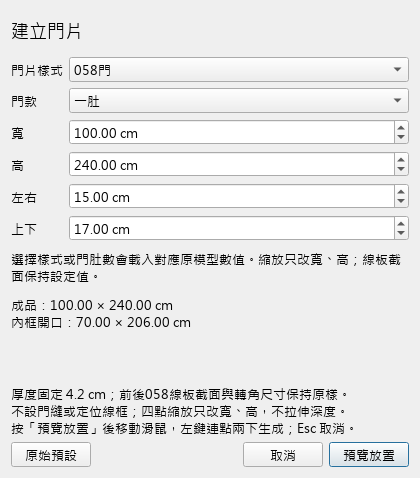 建立門片
門片樣式 058門
門款 一肚
寬 100.00 cm
高 240.00 cm
左右 15.00 cm
上下 17.00 cm
選擇樣式或門肚數會載入對應原模型數值。縮放只改寬、高；線板截
面保持設定值。
成品：100.00 × 240.00 cm
內框開口：70.00 × 206.00 cm
厚度固定 4.2 cm；前後058線板截面與轉角尺寸保持原樣。
不設門縫或定位線框；四點縮放只改寬、高，不拉伸深度。
按「預覽放置」後移動滑鼠，左鍵連點兩下生成；Esc 取消。
原始預設 取消 預覽放置